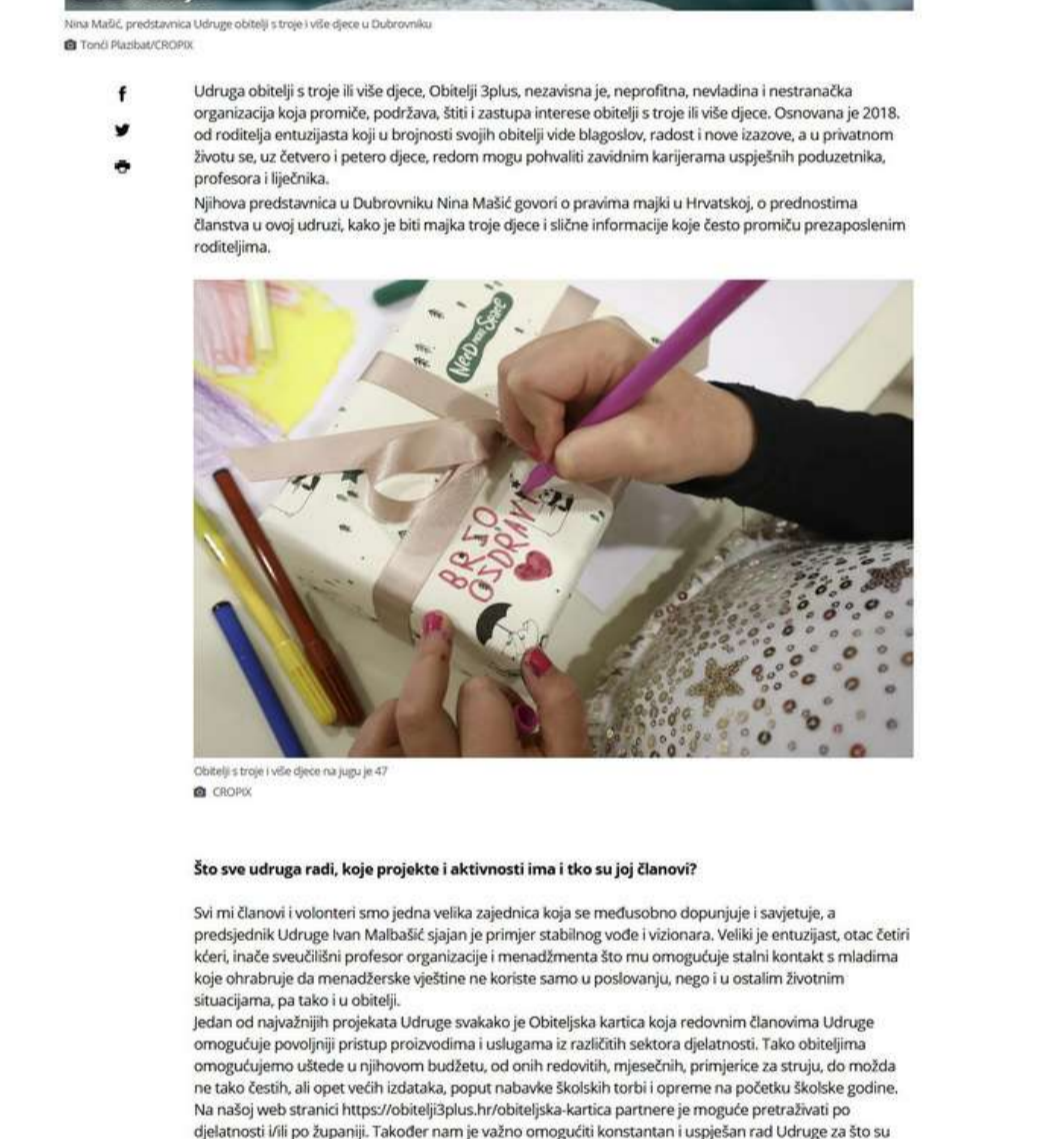 Nina Mašić, predstavnica Udruge obitelji s troje i više djece u Dubrovniku
Tonči Plazibat/CROPIX
Udruga obitelji s troje ili više djece, Obitelji 3plus, nezavisna je, neprofitna, nevladina i nestranačka
organizacija koja promiče, podržava, štiti i zastupa interese obitelji s troje ili više djece. Osnovana je 2018.
od roditelja entuzijasta koji u brojnosti svojih obitelji vide blagoslov, radost i nove izazove, a u privatnom
životu se, uz četvero i petero djece, redom mogu pohvaliti zavidnim karijerama uspješnih poduzetnika,
profesora i liječnika.
Njihova predstavnica u Dubrovniku Nina Mašić govori o pravima majki u Hrvatskoj, o prednostima
članstva u ovoj udruzi, kako je biti majka troje djece i slične informacije koje često promiču prezaposlenim
roditeljima.
NeeD more Space
BRZO
OZDRAVI
Obitelji s troje i više djece na jugu je 47
CROPIX
Što sve udruga radi, koje projekte i aktivnosti ima i tko su joj članovi?
Svi mi članovi i volonteri smo jedna velika zajednica koja se međusobno dopunjuje i savjetuje, a
predsjednik Udruge Ivan Malbašić sjajan je primjer stabilnog vođe i vizionara. Veliki je entuzijast, otac četiri
kćeri, inače sveučilišni profesor organizacije i menadžmenta što mu omogućuje stalni kontakt s mladima
koje ohrabruje da menadžerske vještine ne koriste samo u poslovanju, nego i u ostalim životnim
situacijama, pa tako i u obitelji.
Jedan od najvažnijih projekata Udruge svakako je Obiteljska kartica koja redovnim članovima Udruge
omogućuje povoljniji pristup proizvodima i uslugama iz različitih sektora djelatnosti. Tako obiteljima
omogućujemo uštede u njihovom budžetu, od onih redovitih, mjesečnih, primjerice za struju, do možda
ne tako čestih, ali opet većih izdataka, poput nabavke školskih torbi i opreme na početku školske godine.
Na našoj web stranici https://obitelji3plus.hr/obiteljska-kartica partnere je moguće pretraživati po
djelatnosti i/ili po županiji. Također nam je važno omogućiti konstantan i uspješan rad Udruge za što su